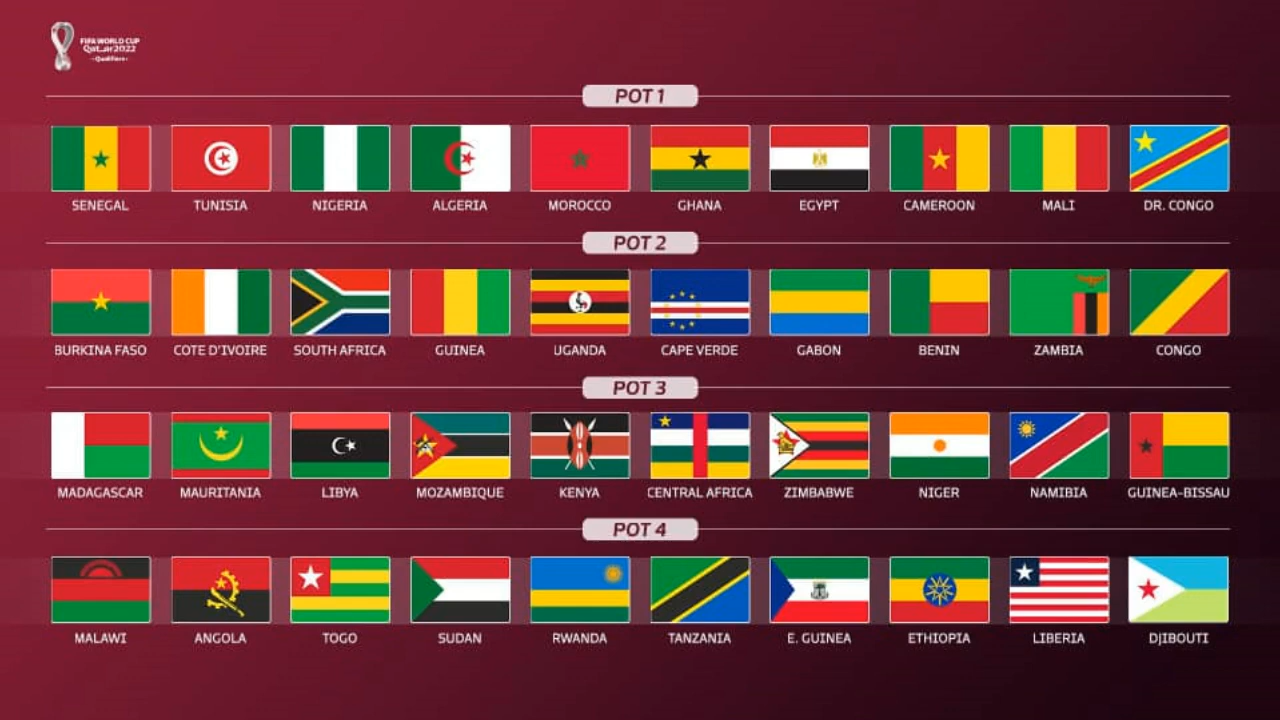 FIFA WORLD CUP
Qat_ar2022
-Qualifiers-
POT 1
SENEGAL TUNISIA NIGERIA ALGERIA MOROCCO GHANA EGYPT CAMEROON MALI DR. CONGO
POT 2
BURKINA FASO COTE D'IVOIRE SOUTH AFRICA GUINEA UGANDA CAPE VERDE GABON BENIN ZAMBIA CONGO
POT 3
MADAGASCAR MAURITANIA LIBYA MOZAMBIQUE KENYA CENTRAL AFRICA ZIMBABWE NIGER NAMIBIA GUINEA-BISSAU
POT 4
MALAWI ANGOLA TOGO SUDAN RWANDA TANZANIA E. GUINEA ETHIOPIA LIBERIA DJIBOUTI